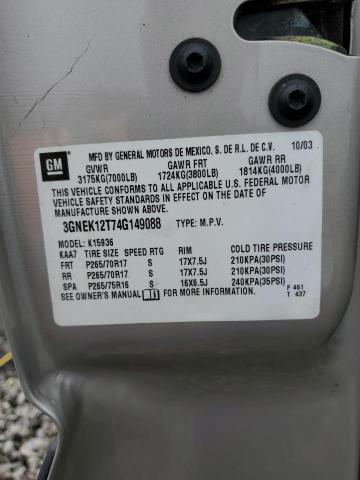 GM
MFD BY GENERAL MOTORS DE MEXICO, S. DE R.L. DE C.V. 10/03
GVWR GAWR FRT GAWR RR
3175KG(7000LB) 1724KG(3800LB) 1814KG(4000LB)
THIS VEHICLE CONFORMS TO ALL APPLICABLE U.S. FEDERAL MOTOR
VEHICLE SAFETY STANDARDS IN EFFECT ON THE DATE OF
MANUFACTURE SHOWN ABOVE.
3GNEK12T74G149088 TYPE: M.P.V.
MODEL: K15936
KAA7 TIRE SIZE SPEED RTG RIM COLD TIRE PRESSURE
FRT P265/70R17 S 17X7.5J 210KPA(30PSI)
RR P265/70R17 S 17X7.5J 210KPA(30PSI)
SPA P265/75R16 S 16X6.5J 240KPA(35PSI)
SEE OWNER'S MANUAL FOR MORE INFORMATION.
F 461
T 437